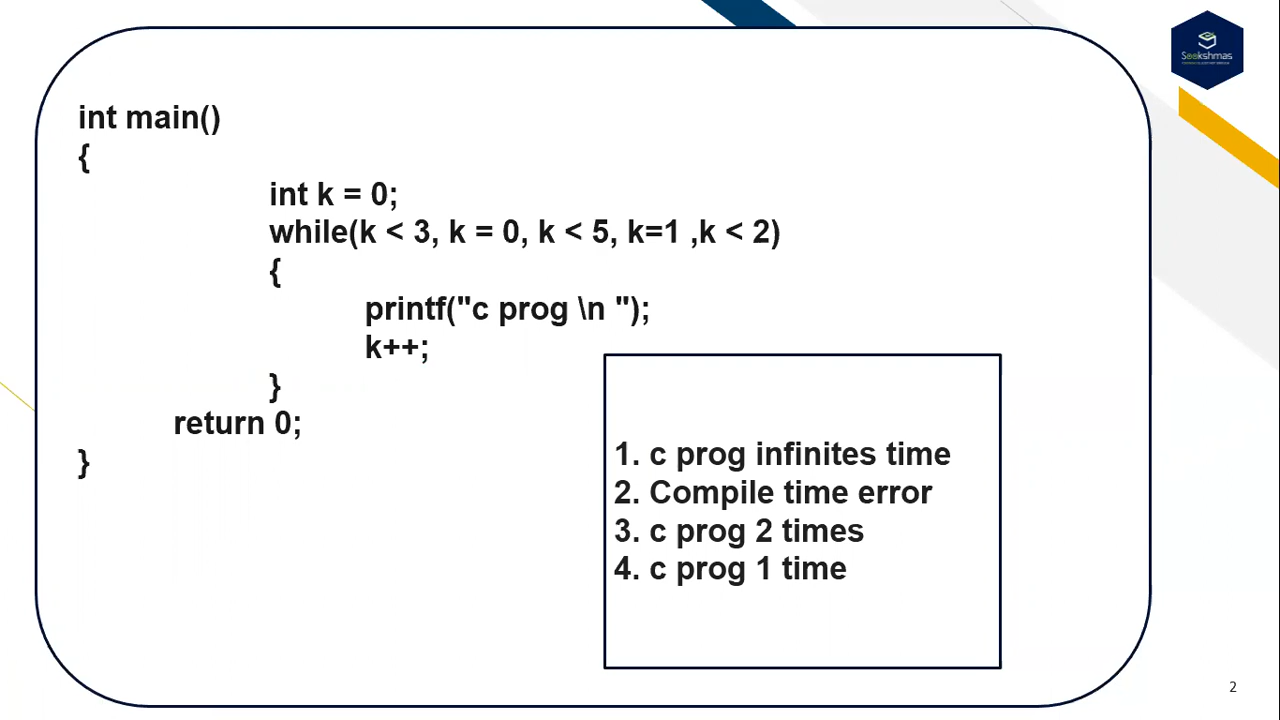 Seekshmas
int main()
{
int k = 0;
while(k < 3, k = 0, k < 5, k=1 ,k < 2)
{
printf("c prog \n ");
k++;
}
return 0;
}
1. c prog infinites time
2. Compile time error
3. c prog 2 times
4. c prog 1 time
2